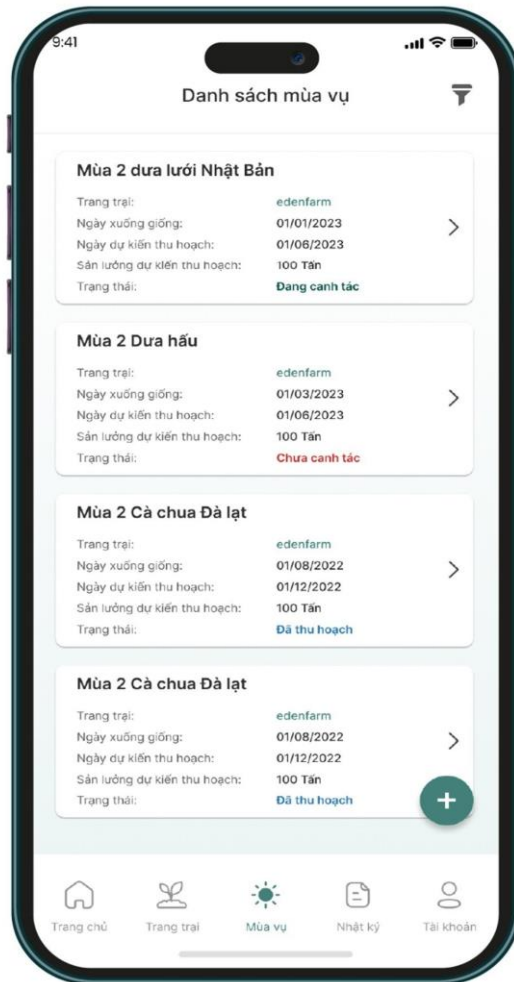 9:41
Danh sách mùa vụ
Mùa 2 dưa lưới Nhật Bản
Trang trại: edenfarm
Ngày xuống giống: 01/01/2023
Ngày dự kiến thu hoạch: 01/06/2023
Sản lưởng dự kiến thu hoạch: 100 Tấn
Trạng thái: Đang canh tác
Mùa 2 Dưa hấu
Trang trại: edenfarm
Ngày xuống giống: 01/03/2023
Ngày dự kiến thu hoạch: 01/06/2023
Sản lưởng dự kiến thu hoạch: 100 Tấn
Trạng thái: Chưa canh tác
Mùa 2 Cà chua Đà lạt
Trang trại: edenfarm
Ngày xuống giống: 01/08/2022
Ngày dự kiến thu hoạch: 01/12/2022
Sản lưởng dự kiến thu hoạch: 100 Tấn
Trạng thái: Đã thu hoạch
Mùa 2 Cà chua Đà lạt
Trang trại: edenfarm
Ngày xuống giống: 01/08/2022
Ngày dự kiến thu hoạch: 01/12/2022
Sản lưởng dự kiến thu hoạch: 100 Tấn
Trạng thái: Đã thu hoạch
Trang chủ Trang trại Mùa vụ Nhật ký Tài khoản